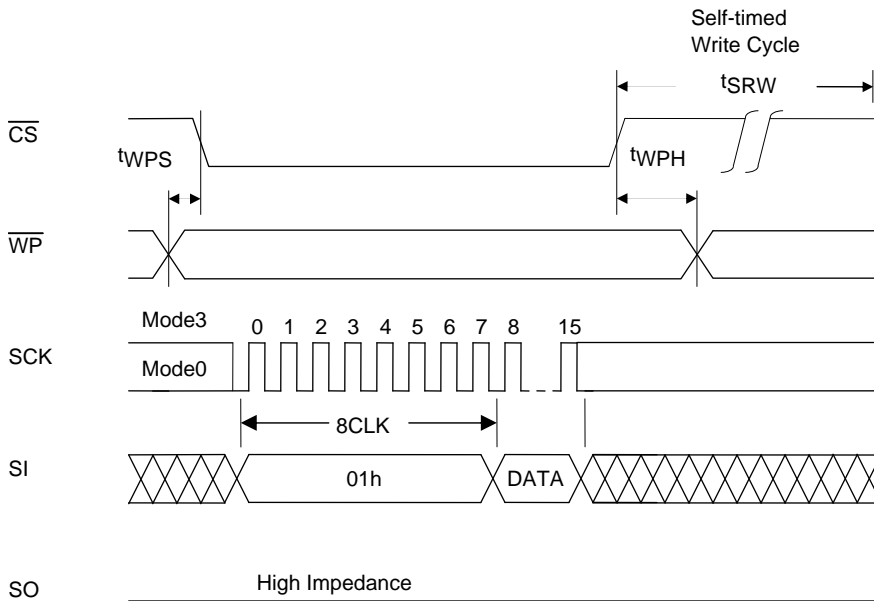 Self-timed
Write Cycle
tSRW
CS
tWPS
tWPH
WP
Mode3
0 1 2 3 4 5 6 7 8 15
SCK
Mode0
8CLK
SI
01h
DATA
High Impedance
SO